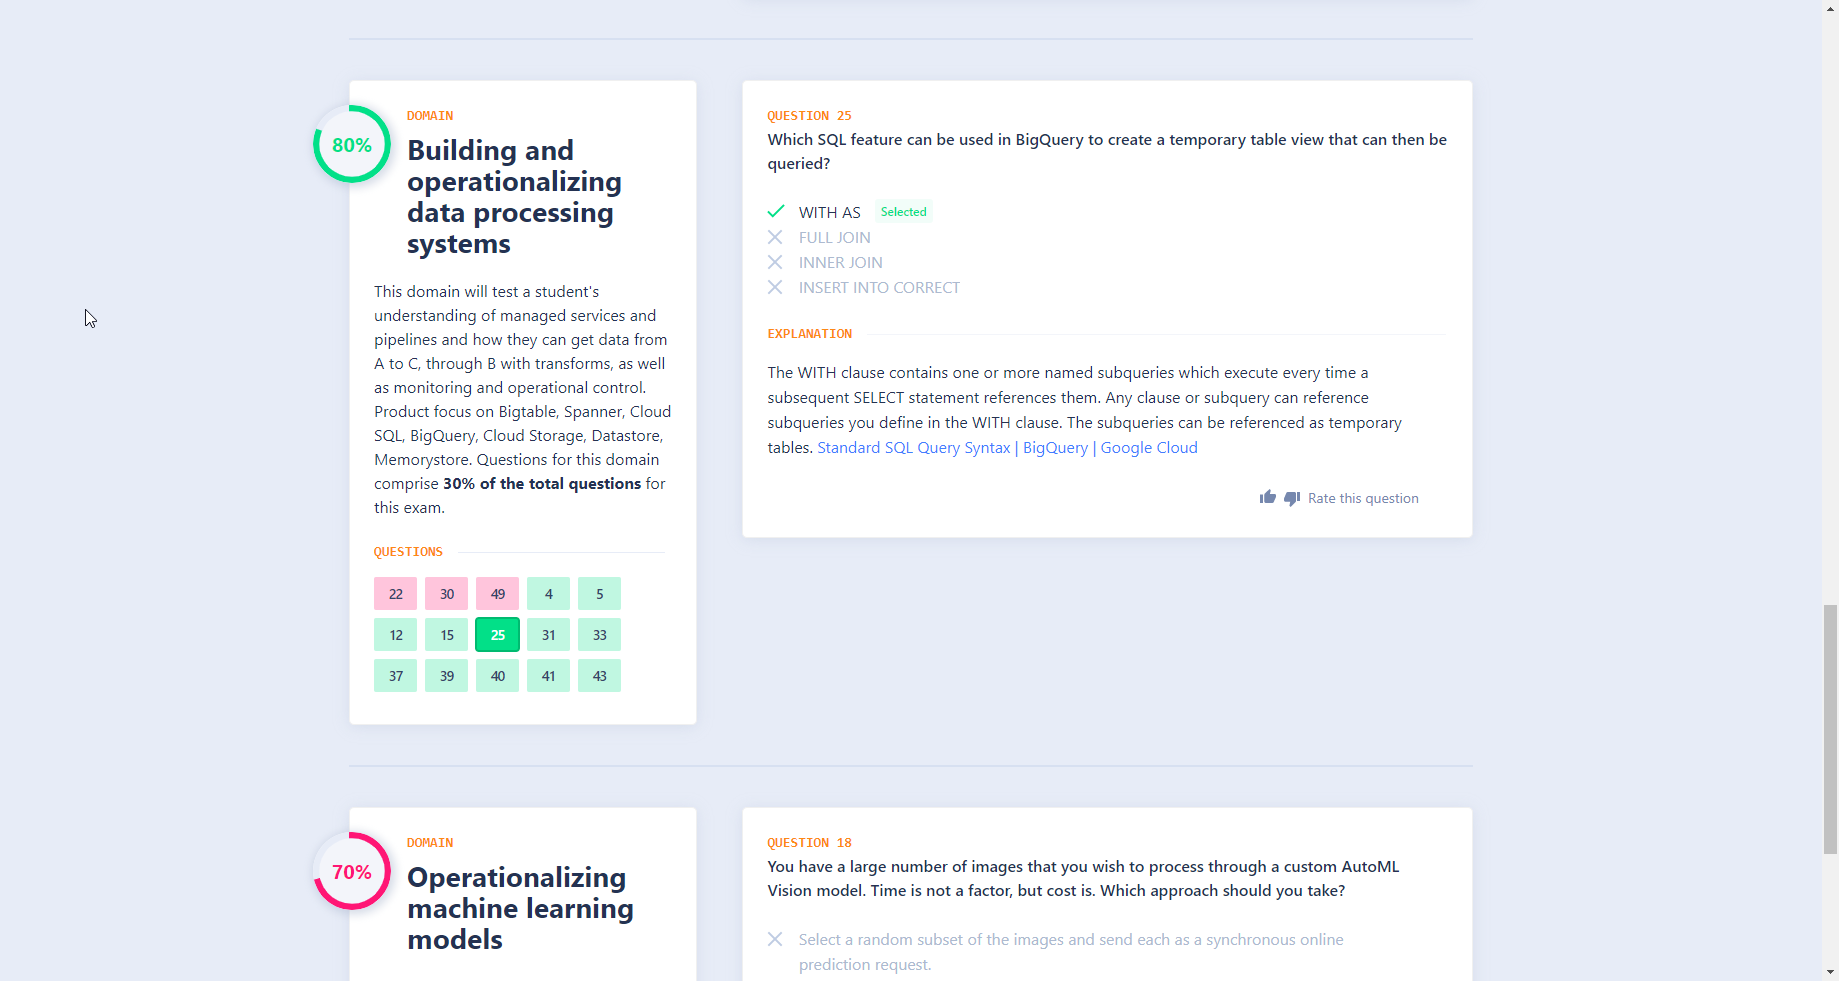 80%
DOMAIN
Building and
operationalizing
data processing
systems
This domain will test a student's
understanding of managed services and
pipelines and how they can get data from
A to C, through B with transforms, as well
as monitoring and operational control.
Product focus on Bigtable, Spanner, Cloud
SQL, BigQuery, Cloud Storage, Datastore,
Memorystore. Questions for this domain
comprise 30% of the total questions for
this exam.
QUESTIONS
22 30 49 4 5
12 15 25 31 33
37 39 40 41 43
QUESTION 25
Which SQL feature can be used in BigQuery to create a temporary table view that can then be
queried?
WITH AS Selected
FULL JOIN
INNER JOIN
INSERT INTO CORRECT
EXPLANATION
The WITH clause contains one or more named subqueries which execute every time a
subsequent SELECT statement references them. Any clause or subquery can reference
subqueries you define in the WITH clause. The subqueries can be referenced as temporary
tables. Standard SQL Query Syntax | BigQuery | Google Cloud
Rate this question
70%
DOMAIN
Operationalizing
machine learning
models
QUESTION 18
You have a large number of images that you wish to process through a custom AutoML
Vision model. Time is not a factor, but cost is. Which approach should you take?
Select a random subset of the images and send each as a synchronous online
prediction request.